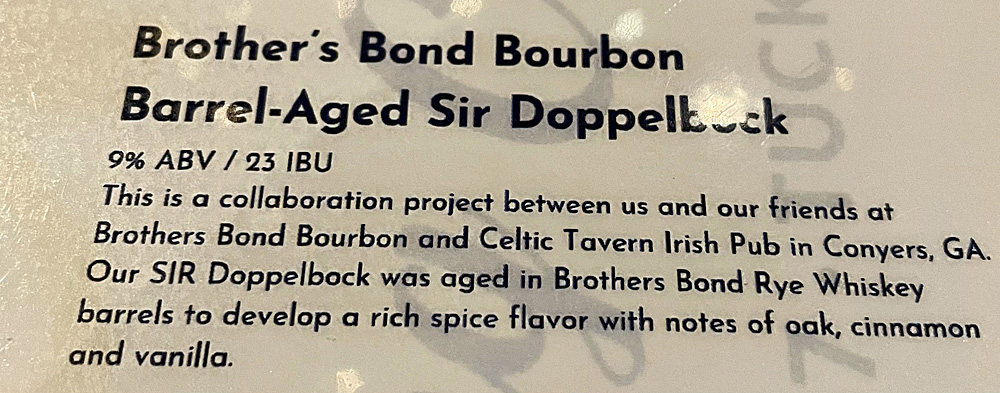 Brother's Bond Bourbon
Barrel-Aged Sir Doppelbock
9% ABV / 23 IBU
This is a collaboration project between us and our friends at
Brothers Bond Bourbon and Celtic Tavern Irish Pub in Conyers, GA.
Our SIR Doppelbock was aged in Brothers Bond Rye Whiskey
barrels to develop a rich spice flavor with notes of oak, cinnamon
and vanilla.